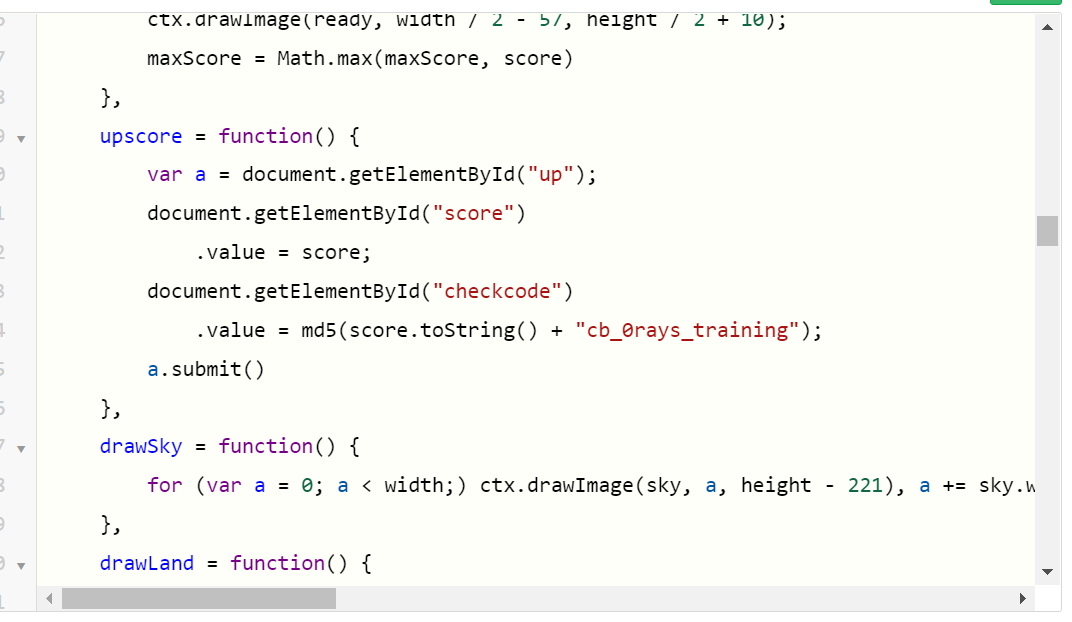 ctx.drawImage(ready, width / 2 - 57, height / 2 + 10);
maxScore = Math.max(maxScore, score)
},
upscore = function() {
var a = document.getElementById("up");
document.getElementById("score")
.value = score;
document.getElementById("checkcode")
.value = md5(score.toString() + "cb_0rays_training");
a.submit()
},
drawSky = function() {
for (var a = 0; a < width;) ctx.drawImage(sky, a, height - 221), a += sky.
},
drawLand = function() {